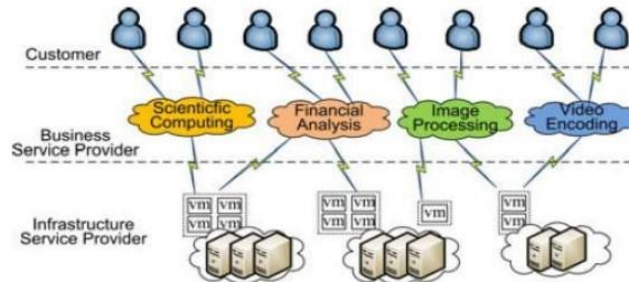 Customer
Scienticfic
Computing
Financial
Analysis
Image
Processing
Video
Encoding
Business
Service Provider
vm vm
vm vm
vm vm
vm vm
vm
vm
vm
Infrastructure
Service Provider